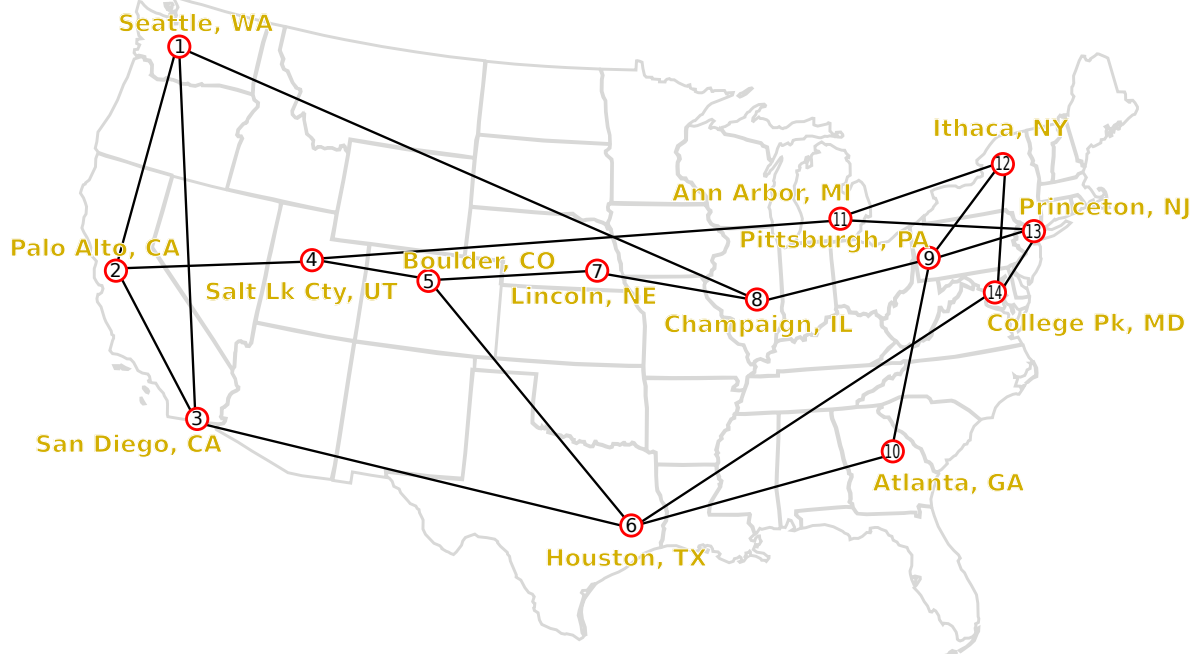 Seattle, WA
1
Ithaca, NY
12
Ann Arbor, MI
11
Princeton, NJ
13
Palo Alto, CA
2
4
Salt Lk Cty, UT
Boulder, CO
5
7
Lincoln, NE
Pittsburgh, PA
9
8
Champaign, IL
14
College Pk, MD
3
San Diego, CA
10
Atlanta, GA
6
Houston, TX